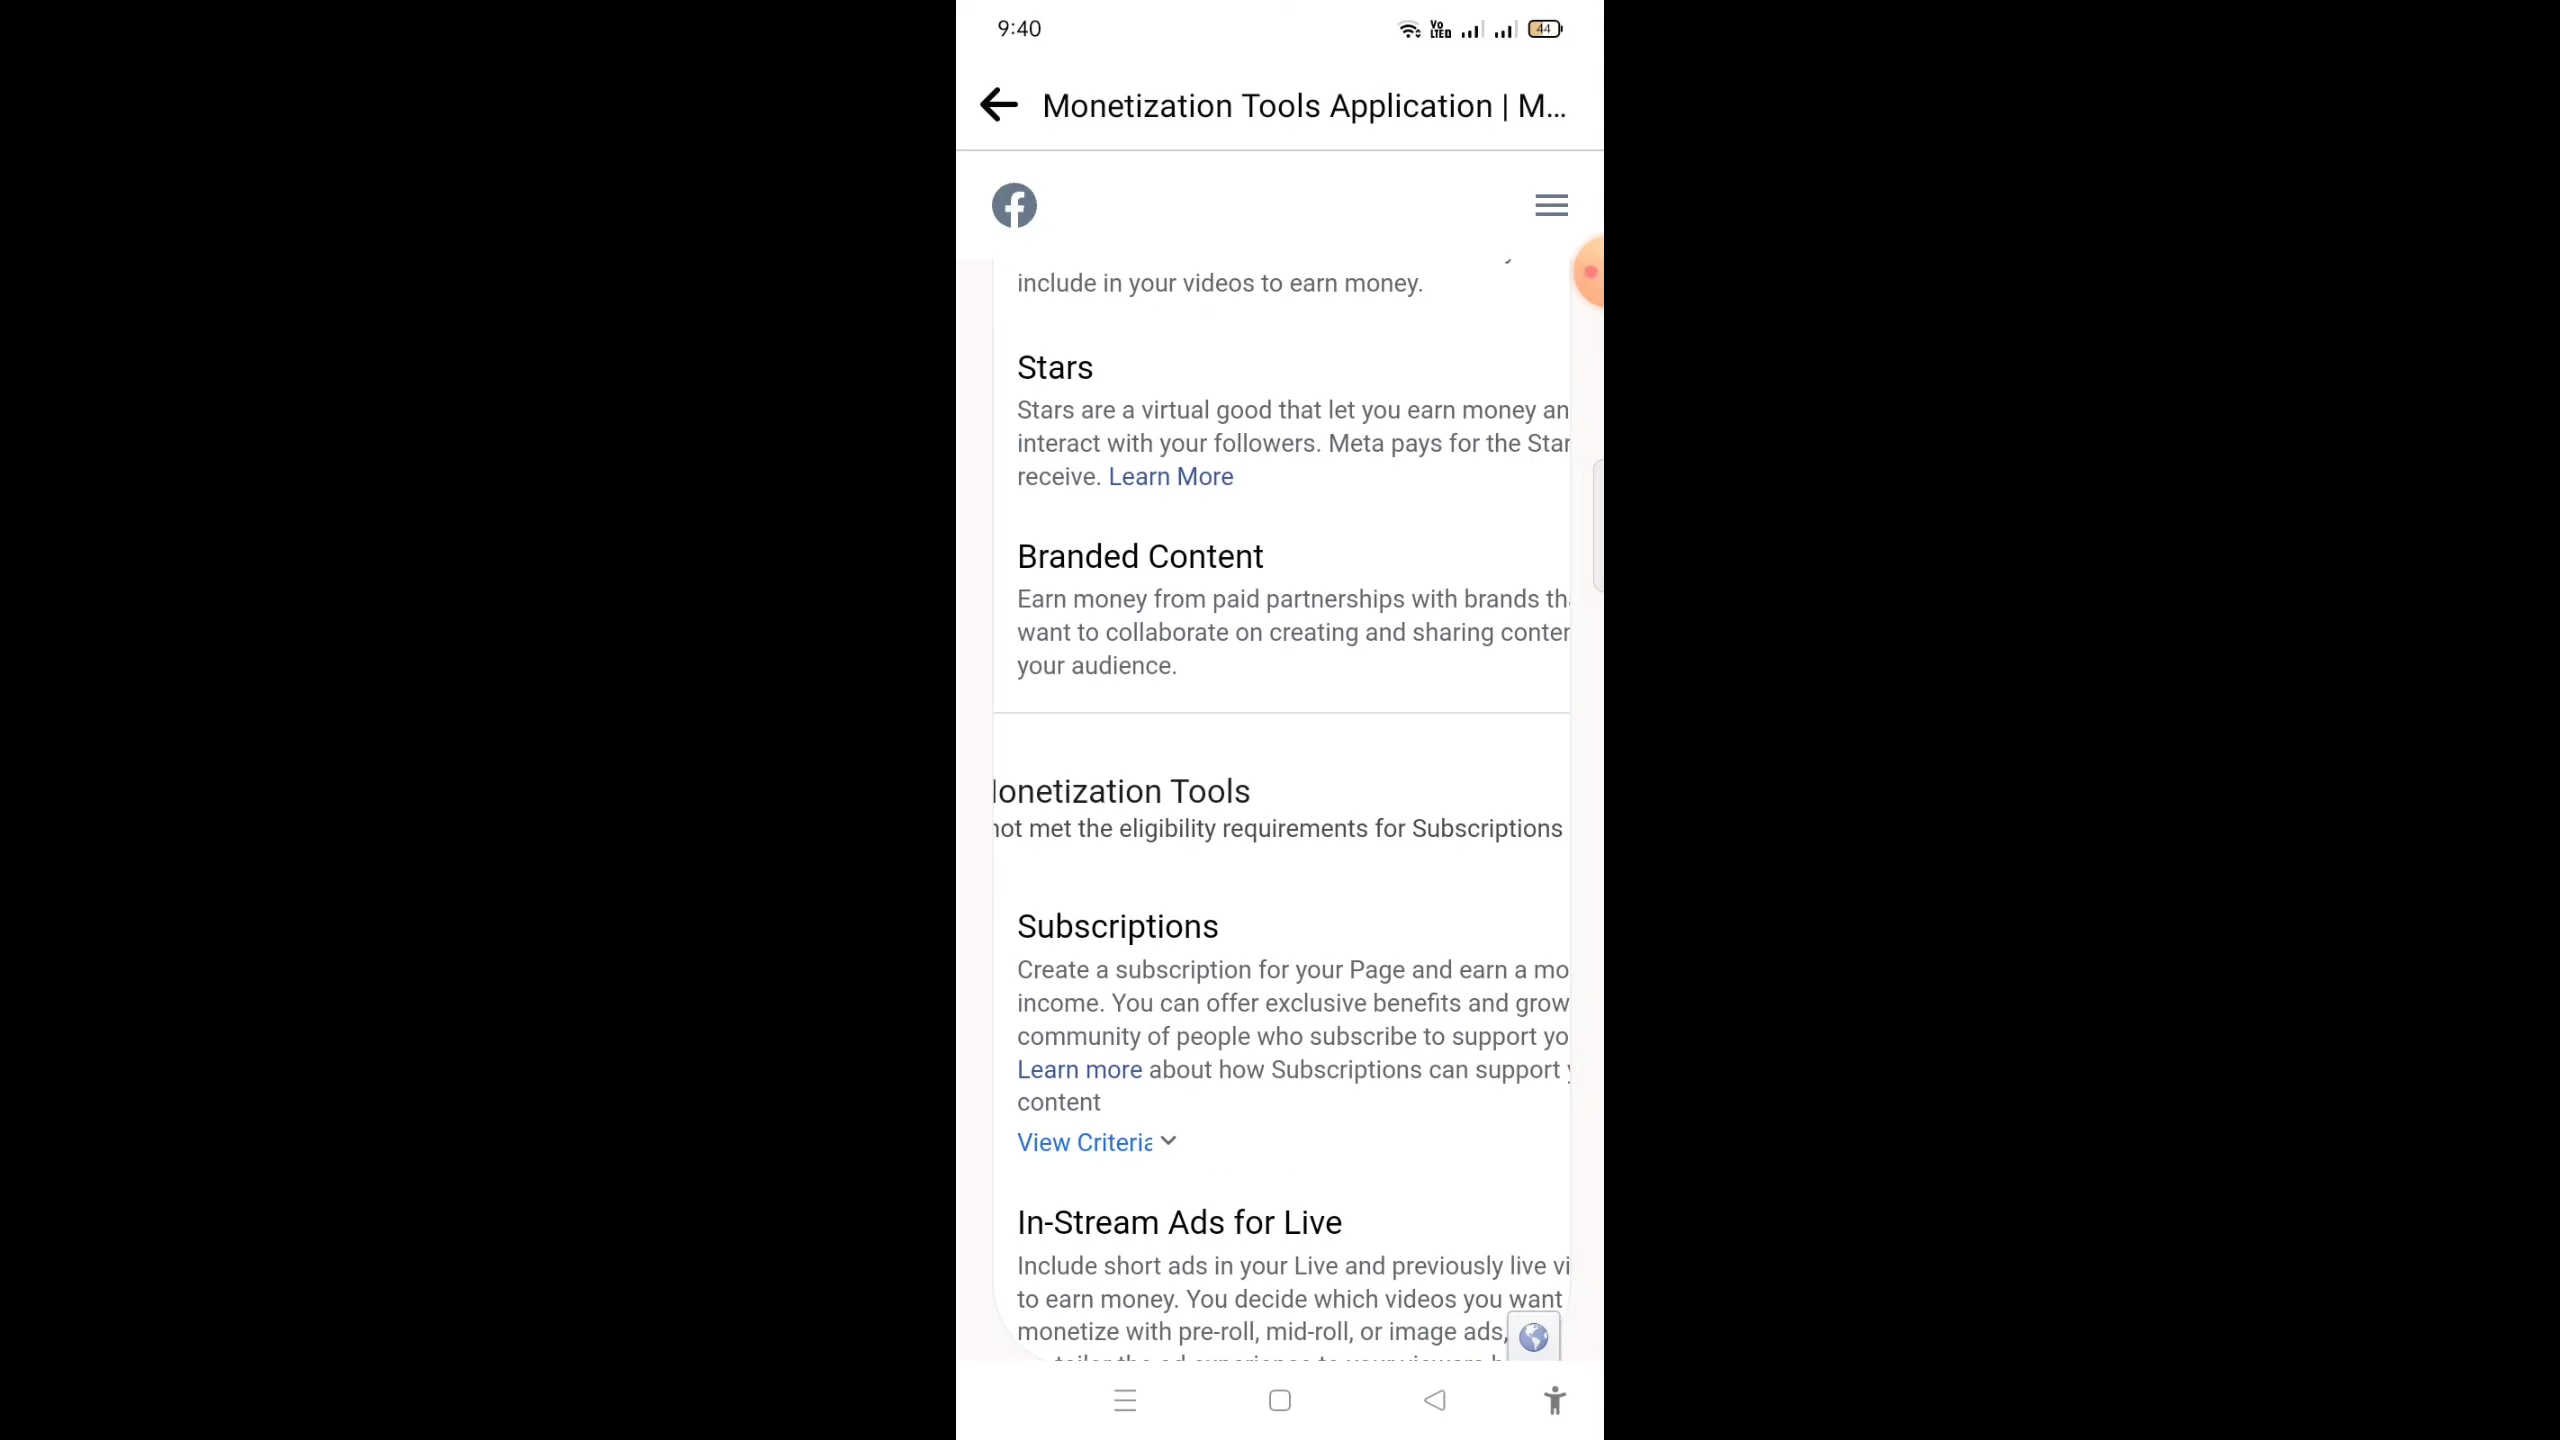 9:40
Vo
LTE
44
Monetization Tools Application | M...
include in your videos to earn money.
Stars
Stars are a virtual good that let you earn money an
interact with your followers. Meta pays for the Star
receive. Learn More
Branded Content
Earn money from paid partnerships with brands tha
want to collaborate on creating and sharing conten
your audience.
onetization Tools
not met the eligibility requirements for Subscriptions
Subscriptions
Create a subscription for your Page and earn a mo
income. You can offer exclusive benefits and grow
community of people who subscribe to support yo
Learn more about how Subscriptions can support y
content
View Criteria
In-Stream Ads for Live
Include short ads in your Live and previously live vi
to earn money. You decide which videos you want
monetize with pre-roll, mid-roll, or image ads,